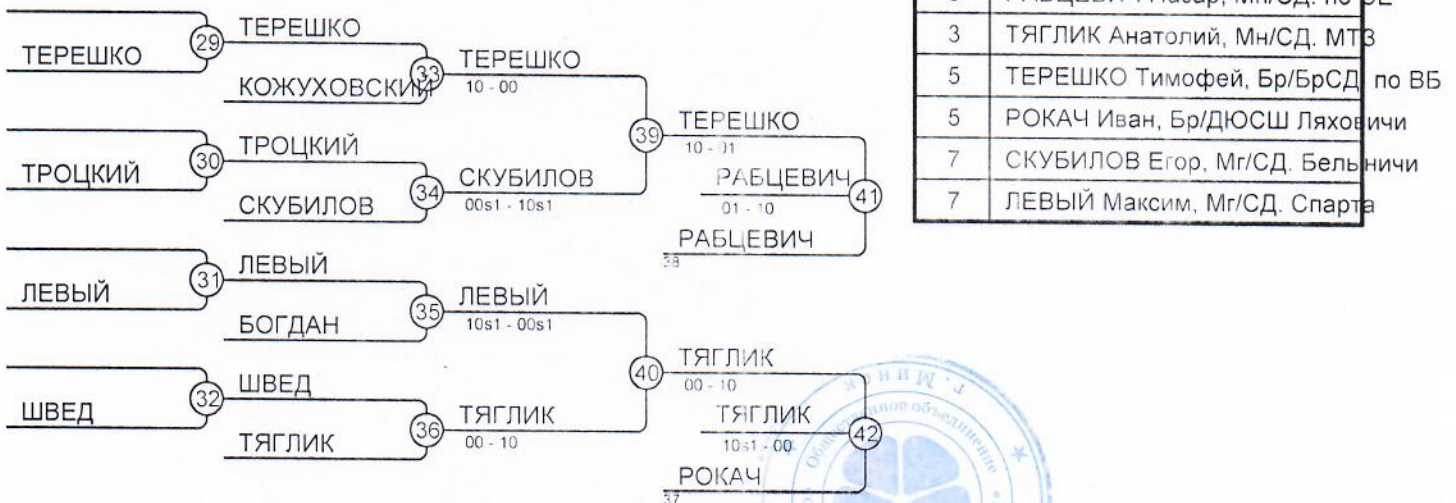 ТЕРЕШКО
29
ТЕРЕШКО
КОЖУХОВСКИЙ
33
ТЕРЕШКО
10 - 00
ТРОЦКИЙ
30
ТРОЦКИЙ
СКУБИЛОВ
34
СКУБИЛОВ
00s1 - 10s1
39
ТЕРЕШКО
10 - 01
РАБЦЕВИЧ
01 - 10
41
РАБЦЕВИЧ
38
ЛЕВЫЙ
31
ЛЕВЫЙ
БОГДАН
35
ЛЕВЫЙ
10s1 - 00s1
ШВЕД
32
ШВЕД
ТЯГЛИК
36
ТЯГЛИК
00 - 10
40
ТЯГЛИК
00 - 10
ТЯГЛИК
10s1 - 00
42
РОКАЧ
37
3 ТЯГЛИК Анатолий, Мн/СД. МТЗ
5 ТЕРЕШКО Тимофей, Бр/БрСД по ВБ
5 РОКАЧ Иван, Бр/ДЮСШ Ляховичи
7 СКУБИЛОВ Егор, Мг/СД. Белыничи
7 ЛЕВЫЙ Максим, Мг/СД. Спарта
г. Минск
Общественное объединение